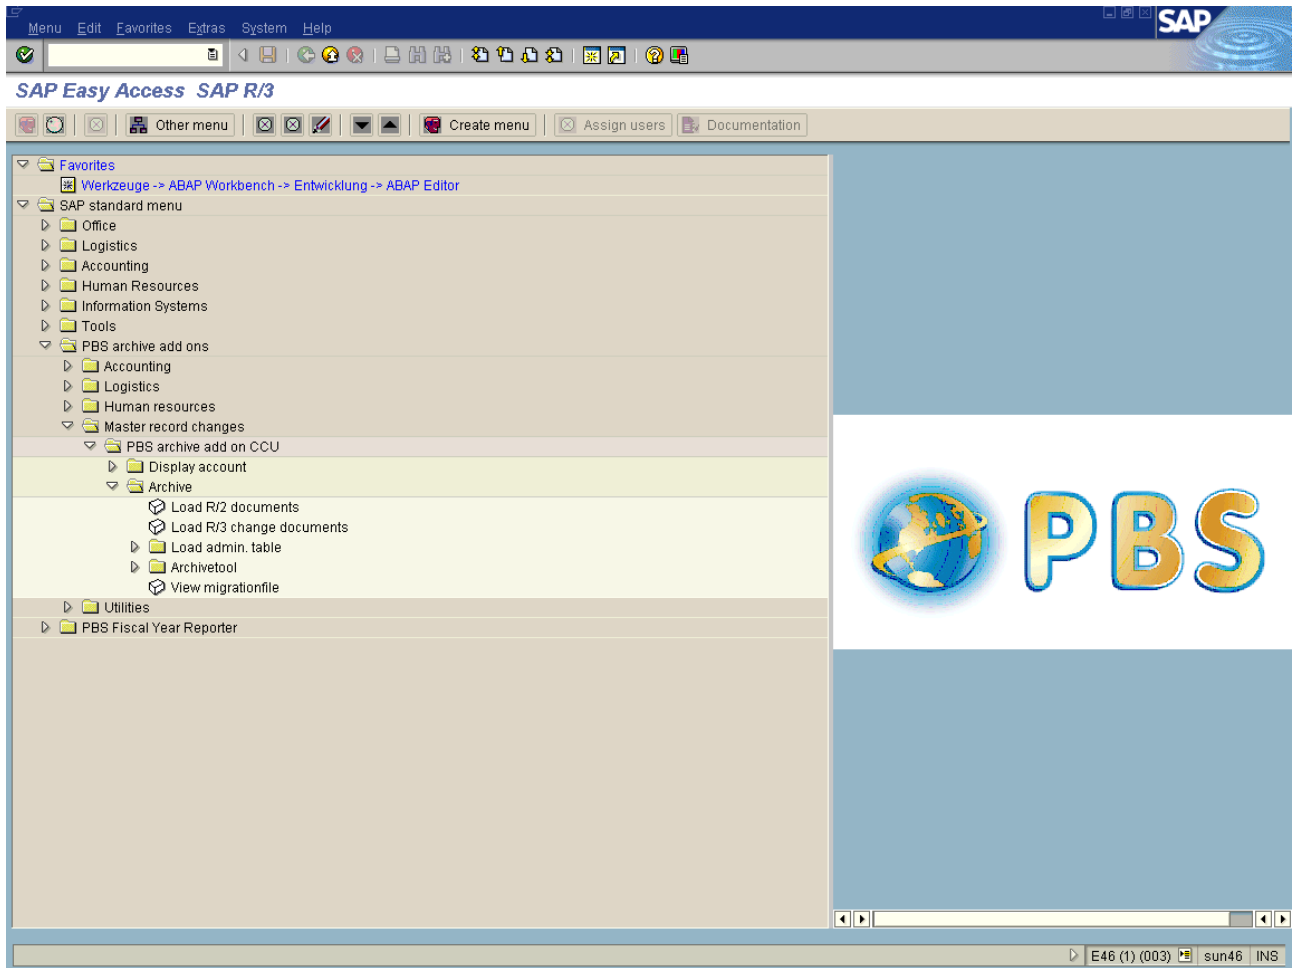 Menu Edit Favorites Extras System Help
SAP
SAP Easy Access SAP R/3
Other menu Create menu Assign users Documentation
Favorites
Werkzeuge -> ABAP Workbench -> Entwicklung -> ABAP Editor
SAP standard menu
Office
Logistics
Accounting
Human Resources
Information Systems
Tools
PBS archive add ons
Accounting
Logistics
Human resources
Master record changes
PBS archive add on CCU
Display account
Archive
Load R/2 documents
Load R/3 change documents
Load admin. table
Archivetool
View migrationfile
Utilities
PBS Fiscal Year Reporter
PBS
E46 (1) (003) sun46 INS